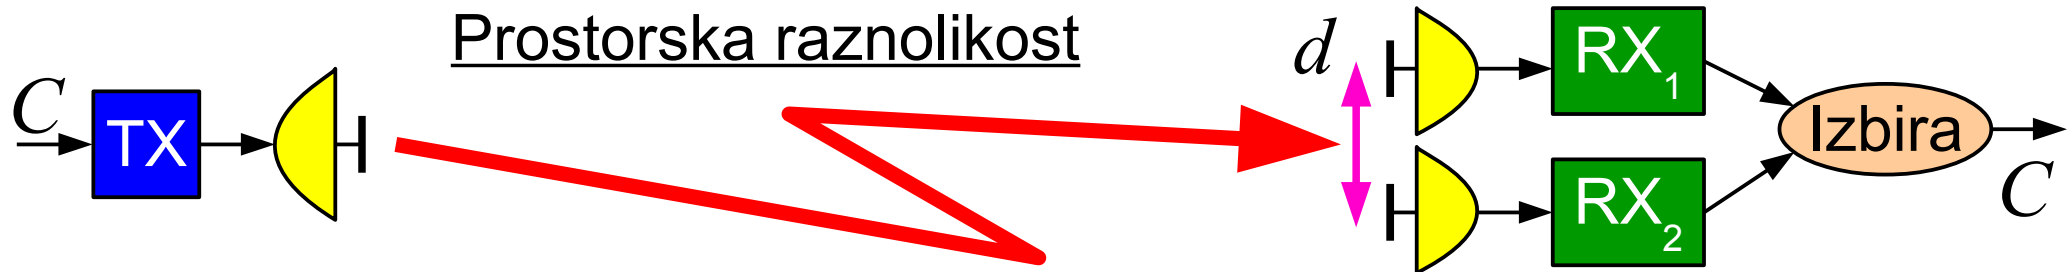 Prostorska raznolikost
C
TX
d
RX1
RX2
Izbira
C